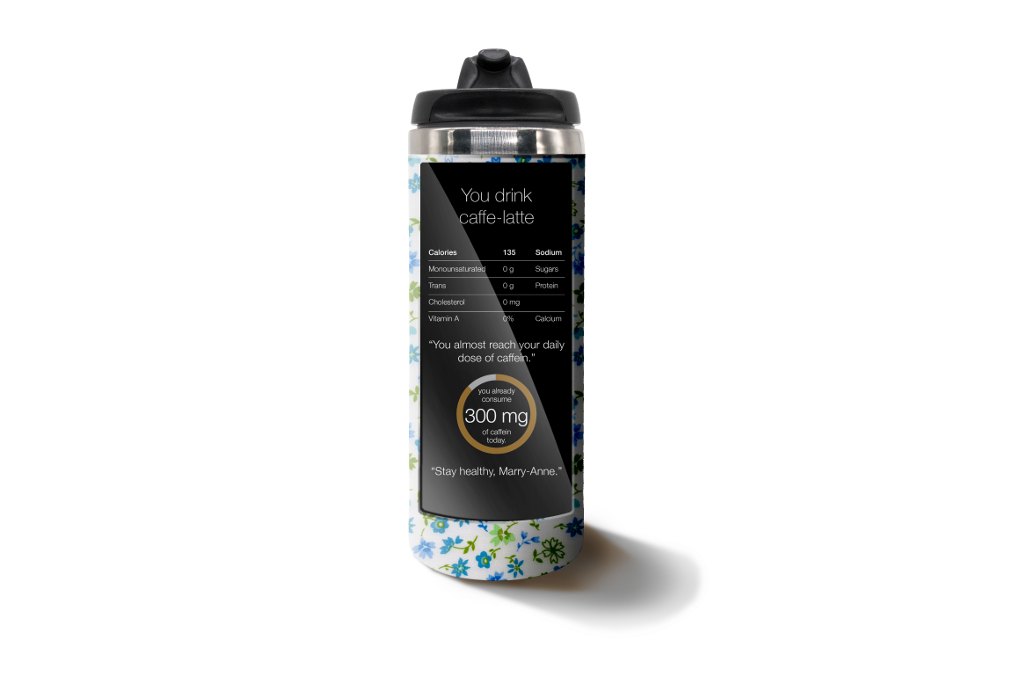 You drink
caffe-latte
Calories 135 Sodium
Monounsaturated 0 g Sugars
Trans 0 g Protein
Cholesterol 0 mg
Vitamin A 0% Calcium
“You almost reach your daily
dose of caffein.”
you already
consume
300 mg
of caffein
today.
“Stay healthy, Marry-Anne.”